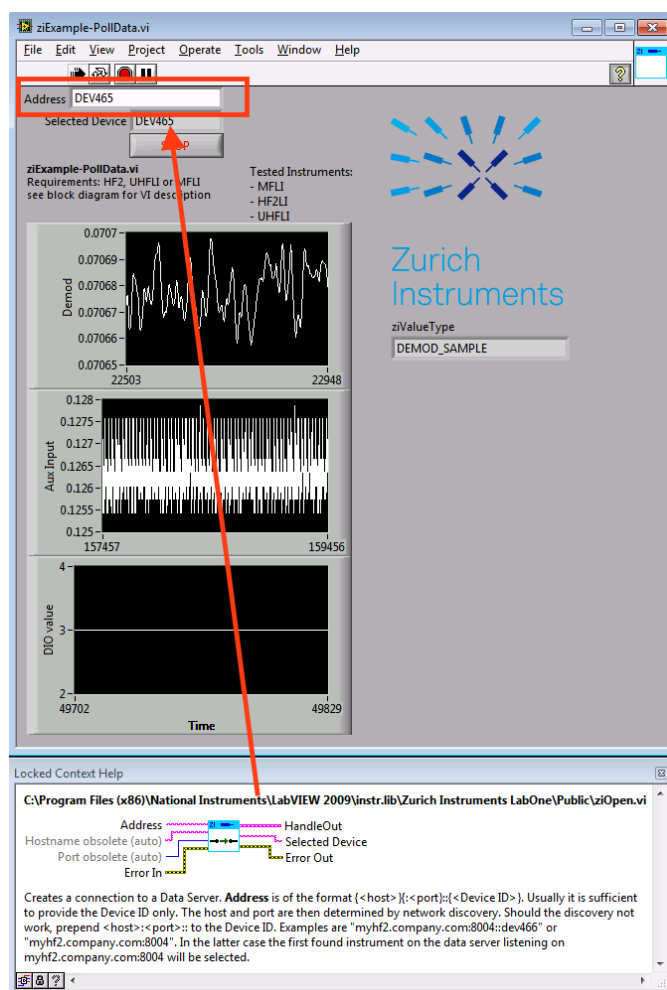 ziExample-PollData.vi
File Edit View Project Operate Tools Window Help
Address DEV465
Selected Device DEV465
ziExample-PollData.vi
Requirements: HF2, UHFLI or MFLI
see block diagram for VI description
Tested Instruments:
- MFLI
- HF2LI
- UHFLI
0.0707
0.07069
0.07068
0.07067
0.07066
0.07065
Demod
22503 22948
0.128
0.1275
0.127
0.1265
0.126
0.1255
0.125
Aux Input
157457 159456
4
3
2
DIO value
49702 49829
Time
Zurich
Instruments
ziValueType
DEMOD_SAMPLE
Locked Context Help
C:\Program Files (x86)\National Instruments\LabVIEW 2009\instr.lib\Zurich Instruments LabOne\Public\ziOpen.vi
Address
Hostname obsolete (auto)
Port obsolete (auto)
Error In
HandleOut
Selected Device
Error Out
Creates a connection to a Data Server. Address is of the format {<host>}{:<port>}::{<Device ID>}. Usually it is sufficient
to provide the Device ID only. The host and port are then determined by network discovery. Should the discovery not
work, prepend <host>:<port>:: to the Device ID. Examples are "myhf2.company.com:8004::dev466" or
"myhf2.company.com:8004". In the latter case the first found instrument on the data server listening on
myhf2.company.com:8004 will be selected.